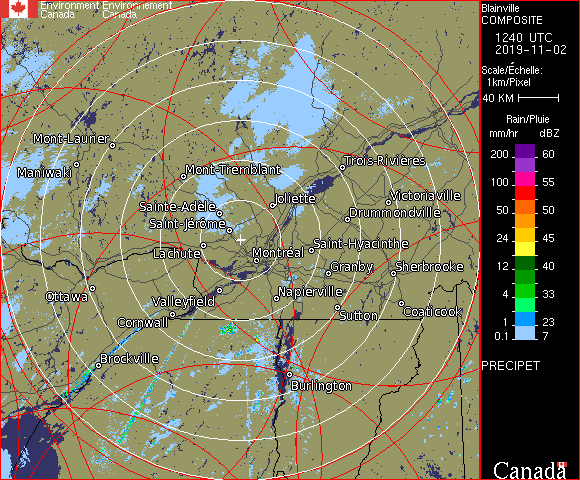 Environment Environnement
Canada Canada
Blainville
COMPOSITE
1240 UTC
2019-11-02
Scale/Échelle:
1km/Pixel
40 KM
Rain/Pluie
mm/hr dBZ
200 60
60
100 55
50 50
24 45
12 40
4 33
1 23
0.1 7
PRECIPET
Mont-Laurier
Maniwaki
Mont-Tremblant
Trois-Rivières
Sainte-Adèle
Joliette
Victoriaville
Saint-Jérôme
Drummondville
Lachute
Montréal
Saint-Hyacinthe
Granby
Sherbrooke
Ottawa
Valleyfield
Napierville
Cornwall
Sutton
Coaticook
Brockville
Burlington
Canada